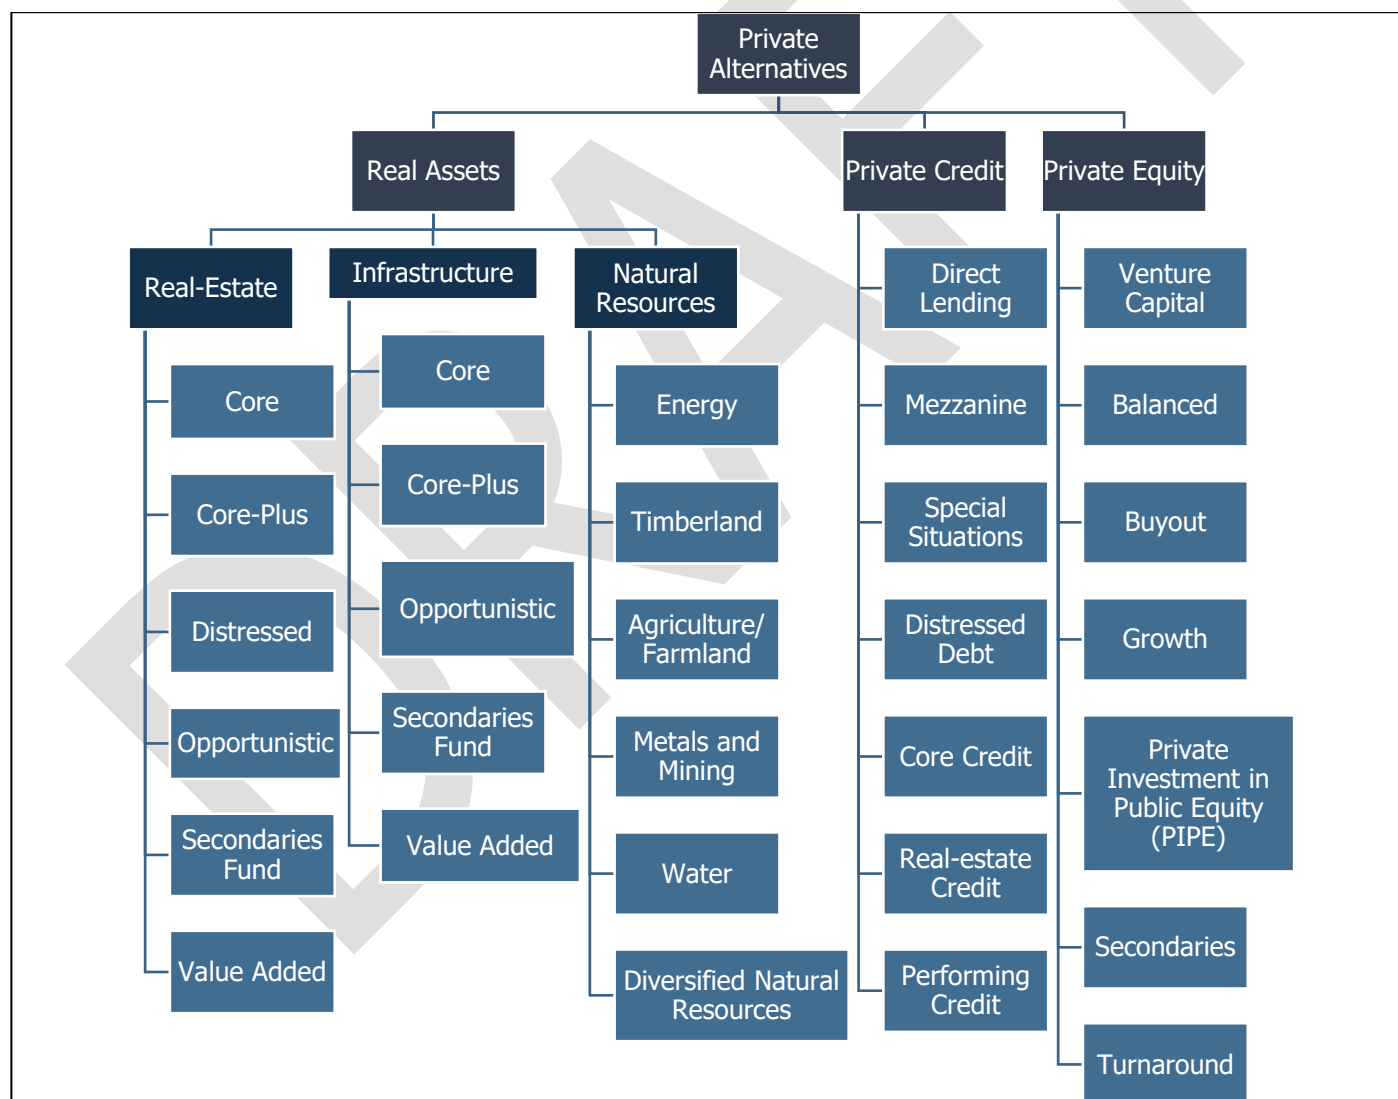 Private
Alternatives
Real Assets
Private Credit
Private Equity
Real-Estate
Infrastructure
Natural
Resources
Core
Core-Plus
Distressed
Opportunistic
Secondaries
Fund
Value Added
Core
Core-Plus
Opportunistic
Secondaries
Fund
Value Added
Energy
Timberland
Agriculture/
Farmland
Metals and
Mining
Water
Diversified Natural
Resources
Direct
Lending
Mezzanine
Special
Situations
Distressed
Debt
Core Credit
Real-estate
Credit
Performing
Credit
Venture
Capital
Balanced
Buyout
Growth
Private
Investment in
Public Equity
(PIPE)
Secondaries
Turnaround
DRAFT